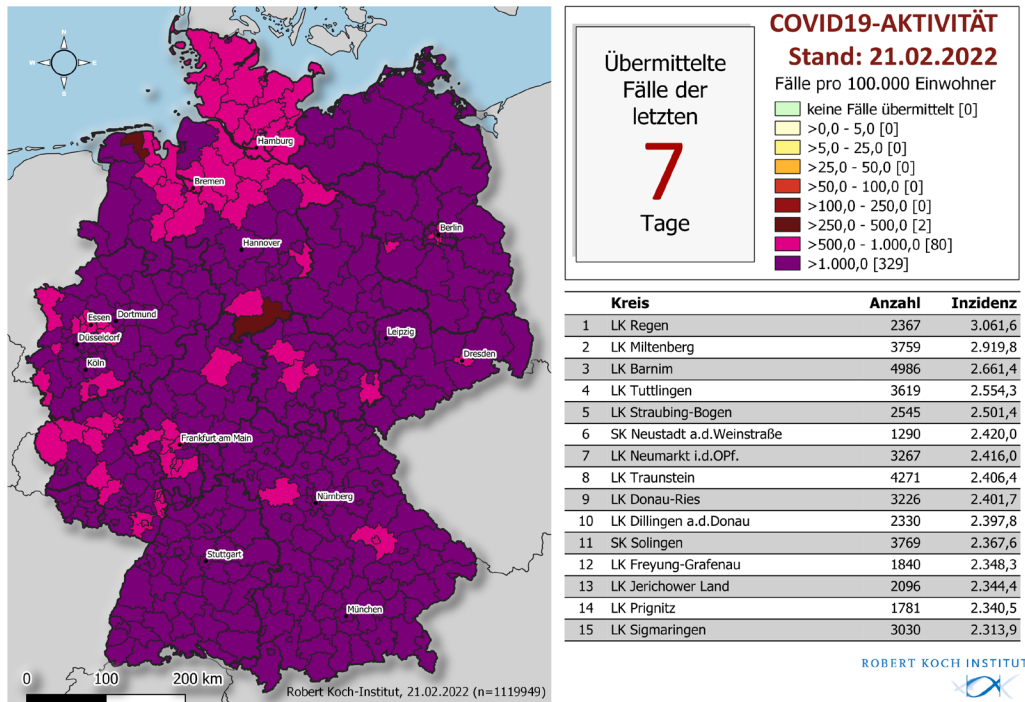 N
W
E
S
Hamburg
Bremen
Berlin
Hannover
Essen
Dortmund
Düsseldorf
Leipzig
Köln
Dresden
Frankfurt am Main
Nürnberg
Stuttgart
München
0 100 200 km
Robert Koch-Institut, 21.02.2022 (n=1119949)
Übermittelte
Fälle der
letzten
7
Tage
COVID19-AKTIVITÄT
Stand: 21.02.2022
Fälle pro 100.000 Einwohner
keine Fälle übermittelt [0]
>0,0 - 5,0 [0]
>5,0 - 25,0 [0]
>25,0 - 50,0 [0]
>50,0 - 100,0 [0]
>100,0 - 250,0 [0]
>250,0 - 500,0 [2]
>500,0 - 1.000,0 [80]
>1.000,0 [329]
Kreis Anzahl Inzidenz
1 LK Regen 2367 3.061,6
2 LK Miltenberg 3759 2.919,8
3 LK Barnim 4986 2.661,4
4 LK Tuttlingen 3619 2.554,3
5 LK Straubing-Bogen 2545 2.501,4
6 SK Neustadt a.d.Weinstraße 1290 2.420,0
7 LK Neumarkt i.d.OPf. 3267 2.416,0
8 LK Traunstein 4271 2.406,4
9 LK Donau-Ries 3226 2.401,7
10 LK Dillingen a.d.Donau 2330 2.397,8
11 SK Solingen 3769 2.367,6
12 LK Freyung-Grafenau 1840 2.348,3
13 LK Jerichower Land 2096 2.344,4
14 LK Prignitz 1781 2.340,5
15 LK Sigmaringen 3030 2.313,9
ROBERT KOCH INSTITUT